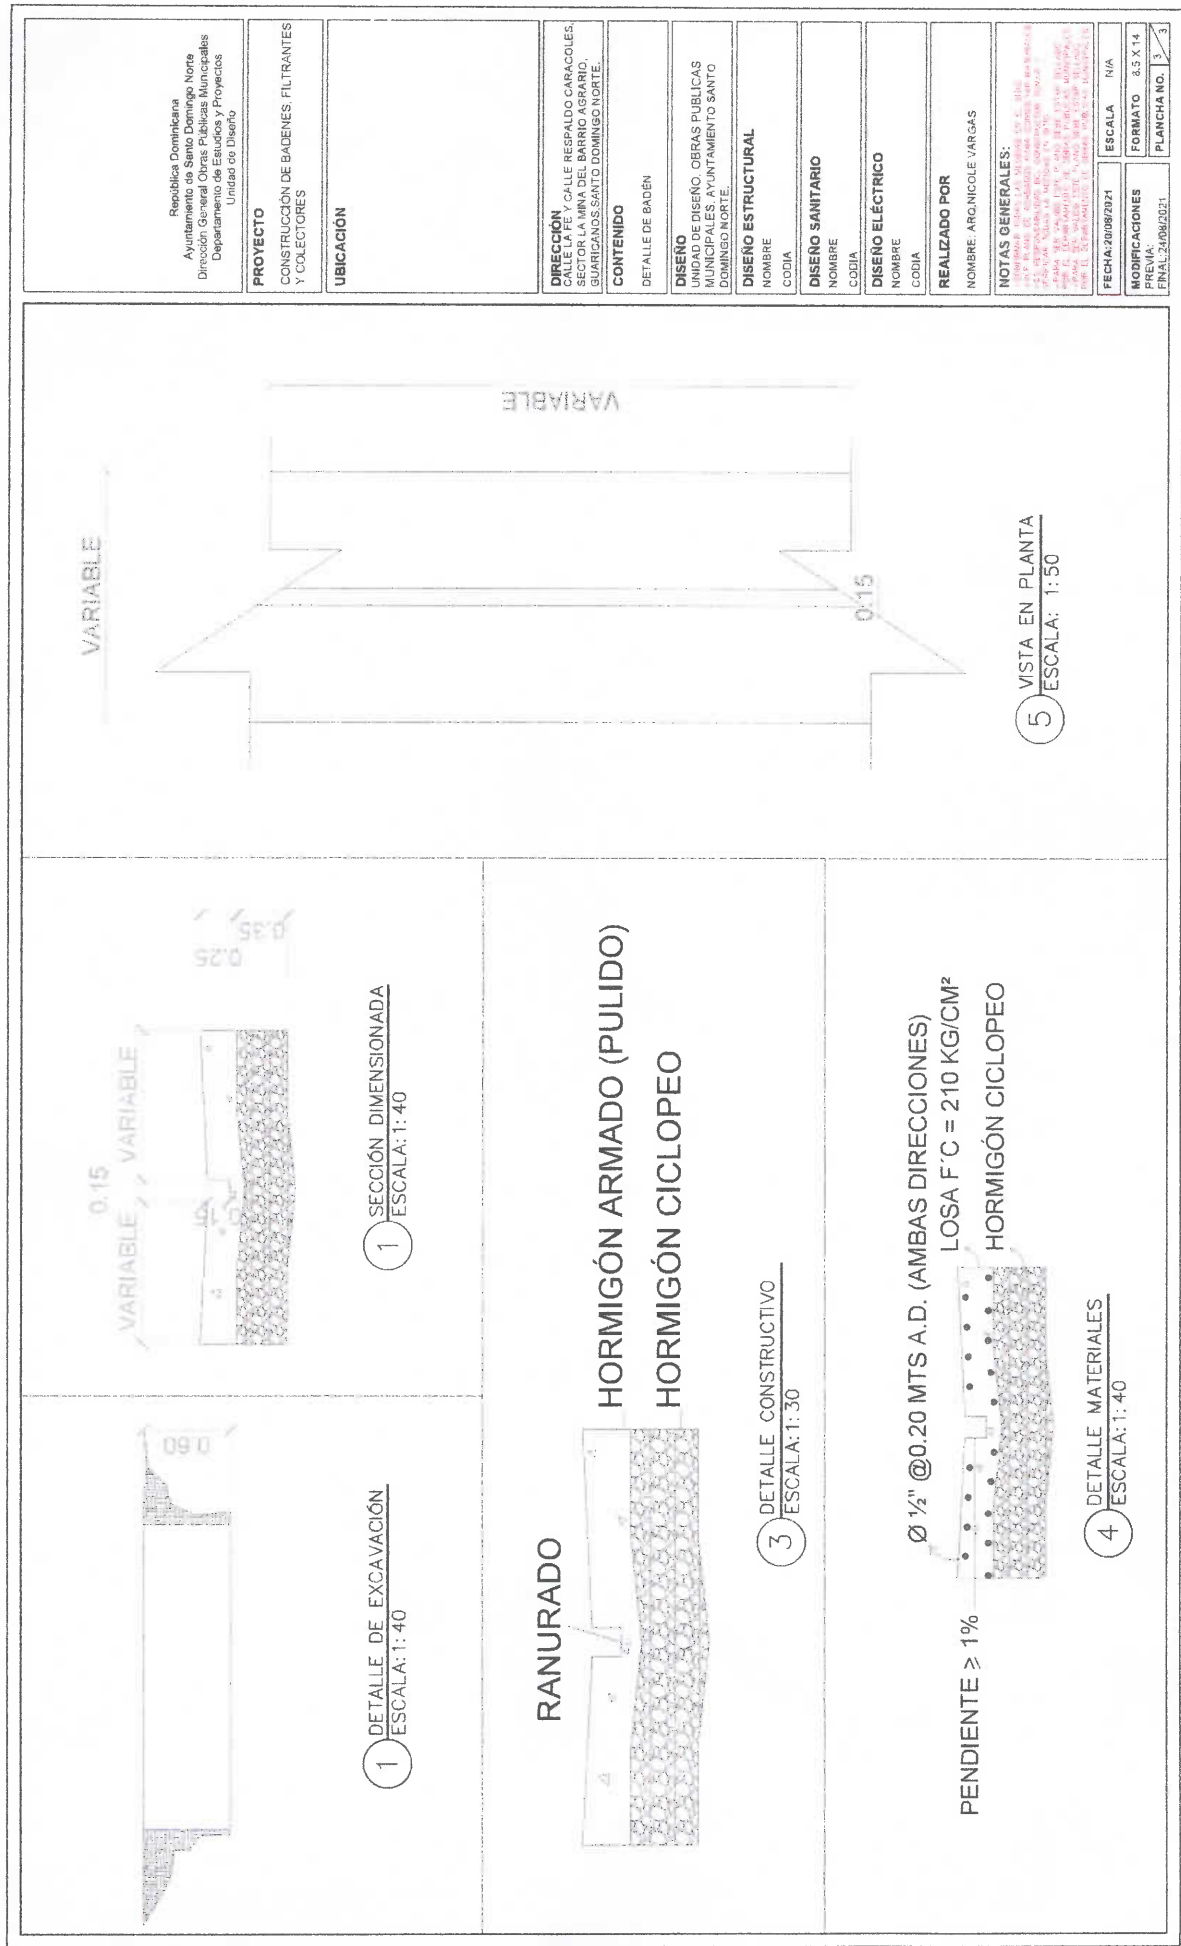 0.60
1
DETALLE DE EXCAVACIÓN
ESCALA: 1:40
0.15
VARIABLE
VARIABLE
0.15
0.25
0.35
1
SECCIÓN DIMENSIONADA
ESCALA: 1:40
RANURADO
HORMIGÓN ARMADO (PULIDO)
HORMIGÓN CICLOPEO
3
DETALLE CONSTRUCTIVO
ESCALA: 1:30
PENDIENTE > 1%
Ø ½" @0.20 MTS A.D. (AMBAS DIRECCIONES)
LOSA F´C = 210 KG/CM²
HORMIGÓN CICLOPEO
4
DETALLE MATERIALES
ESCALA: 1:40
VARIABLE
VARIABLE
0.15
5
VISTA EN PLANTA
ESCALA: 1:50
República Dominicana
Ayuntamiento de Santo Domingo Norte
Dirección General Obras Públicas Municipales
Departamento de Estudios y Proyectos
Unidad de Diseño
PROYECTO
CONSTRUCCIÓN DE BADENES, FILTRANTES
Y COLECTORES
UBICACIÓN
DIRECCIÓN
CALLE LA FE Y CALLE RESPALDO CARACOLES,
SECTOR LA MINA DEL BARRIO AGRARIO,
GUARICANOS,SANTO DOMINGO NORTE.
CONTENIDO
DETALLE DE BADÉN
DISEÑO
UNIDAD DE DISEÑO, OBRAS PUBLICAS
MUNICIPALES, AYUNTAMIENTO SANTO
DOMINGO NORTE.
DISEÑO ESTRUCTURAL
NOMBRE
CODIA
DISEÑO SANITARIO
NOMBRE
CODIA
DISEÑO ELÉCTRICO
NOMBRE
CODIA
REALIZADO POR
NOMBRE: ARQ.NICOLE VARGAS
NOTAS GENERALES:
FECHA:20/08/2021
ESCALA N/A
MODIFICACIONES
PREVIA:
FINAL:24/08/2021
FORMATO 8.5 X 14
PLANCHA NO. 3/3